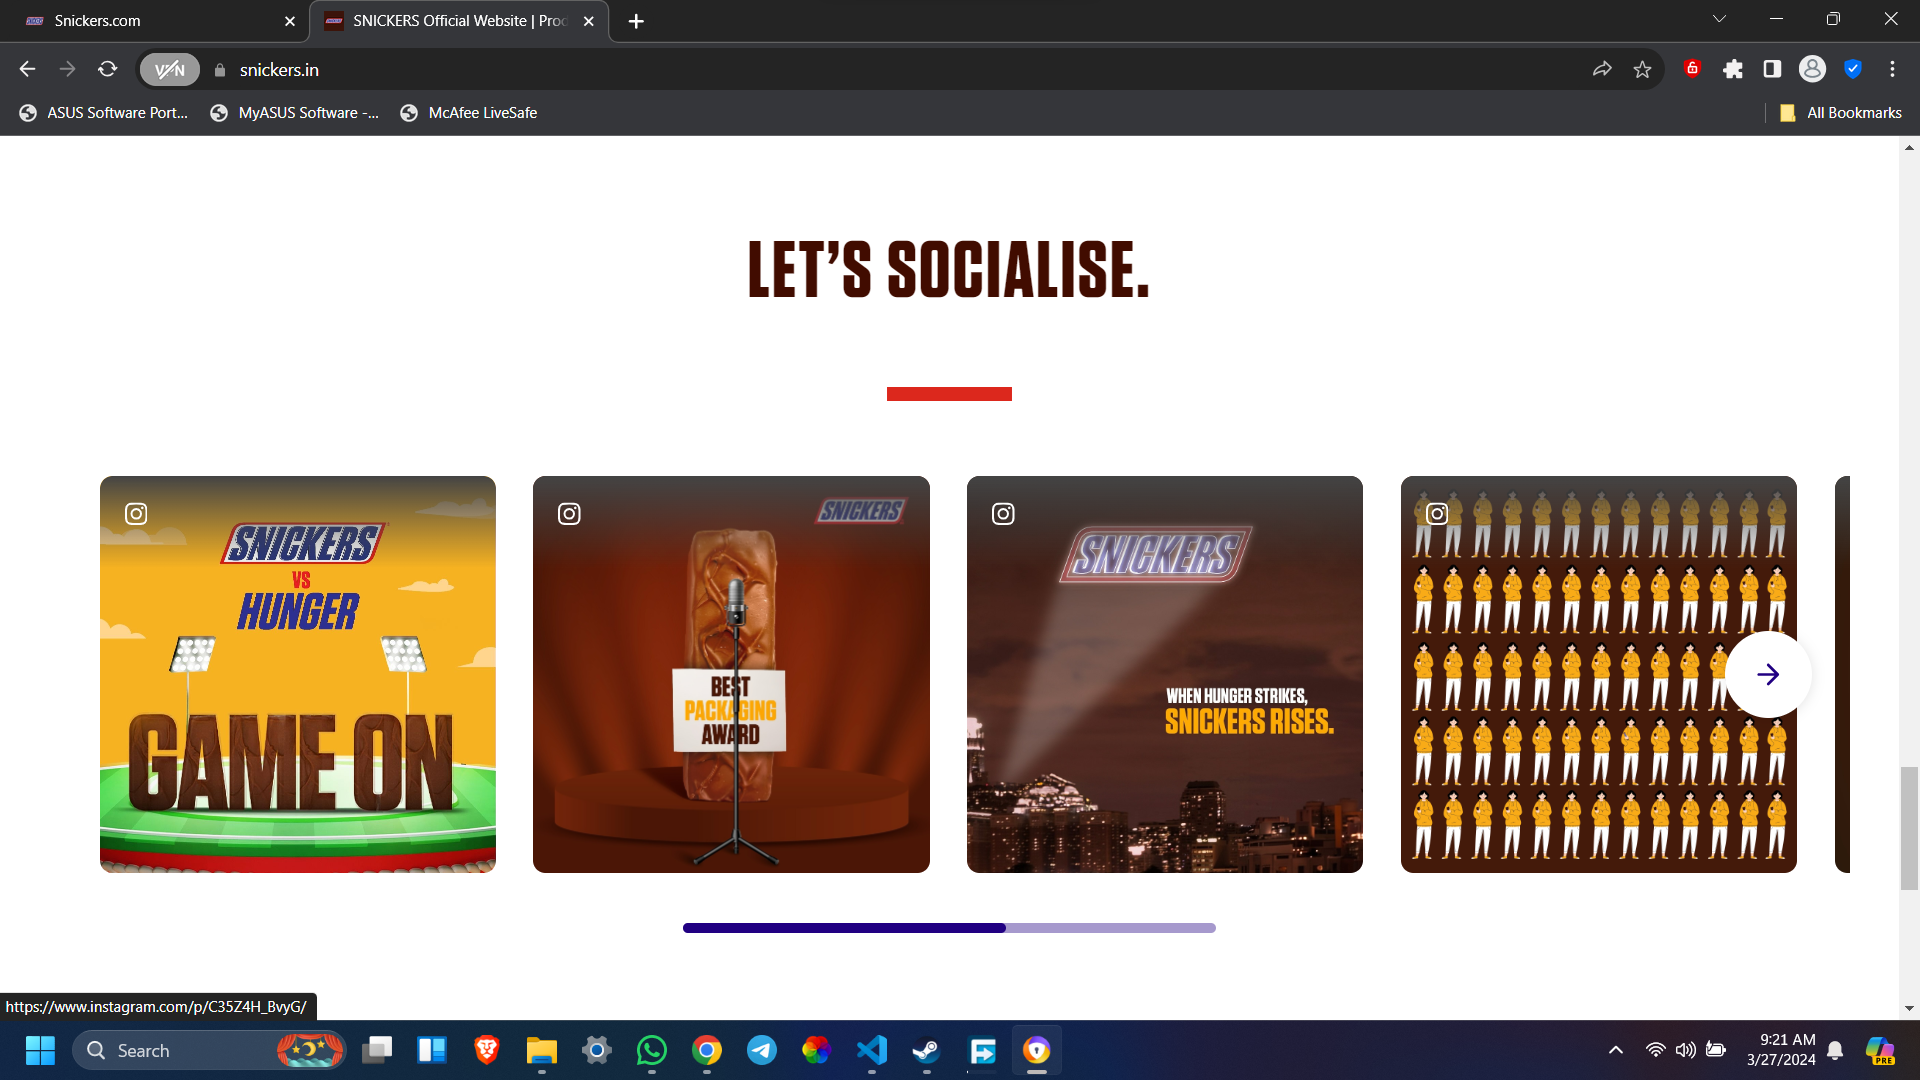 Snickers.com
SNICKERS Official Website | Proc
VPN
snickers.in
ASUS Software Port...
MyASUS Software -...
McAfee LiveSafe
All Bookmarks
LET'S SOCIALISE.
SNICKERS
VS
HUNGER
GAME ON
SNICKERS
BEST
PACKAGING
AWARD
SNICKERS
WHEN HUNGER STRIKES,
SNICKERS RISES.
https://www.instagram.com/p/C35Z4H_BvyG/
Search
9:21 AM
3/27/2024
PRE